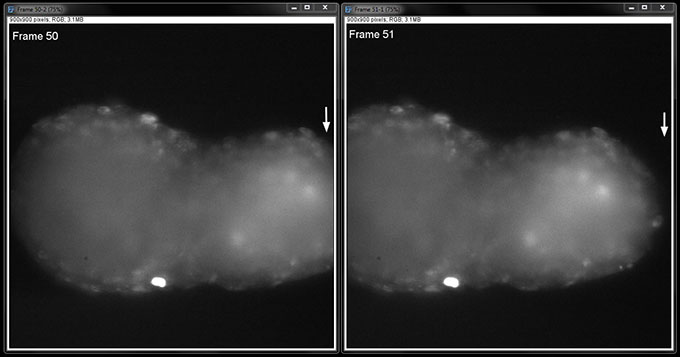 Frame 50-2 (75%)
900x900 pixels; RGB; 3.1MB
Frame 50
Frame 51-1 (75%)
900x900 pixels; RGB; 3.1MB
Frame 51